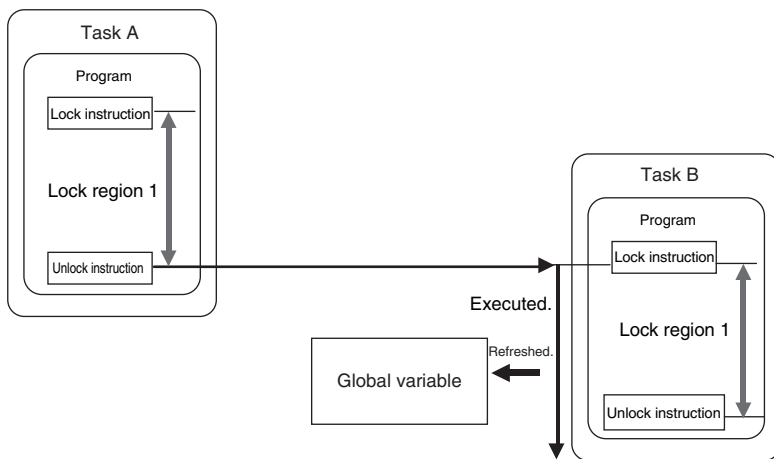 Task A
Program
Lock instruction
Lock region 1
Unlock instruction
Task B
Program
Lock instruction
Executed.
Lock region 1
Refreshed.
Global variable
Unlock instruction